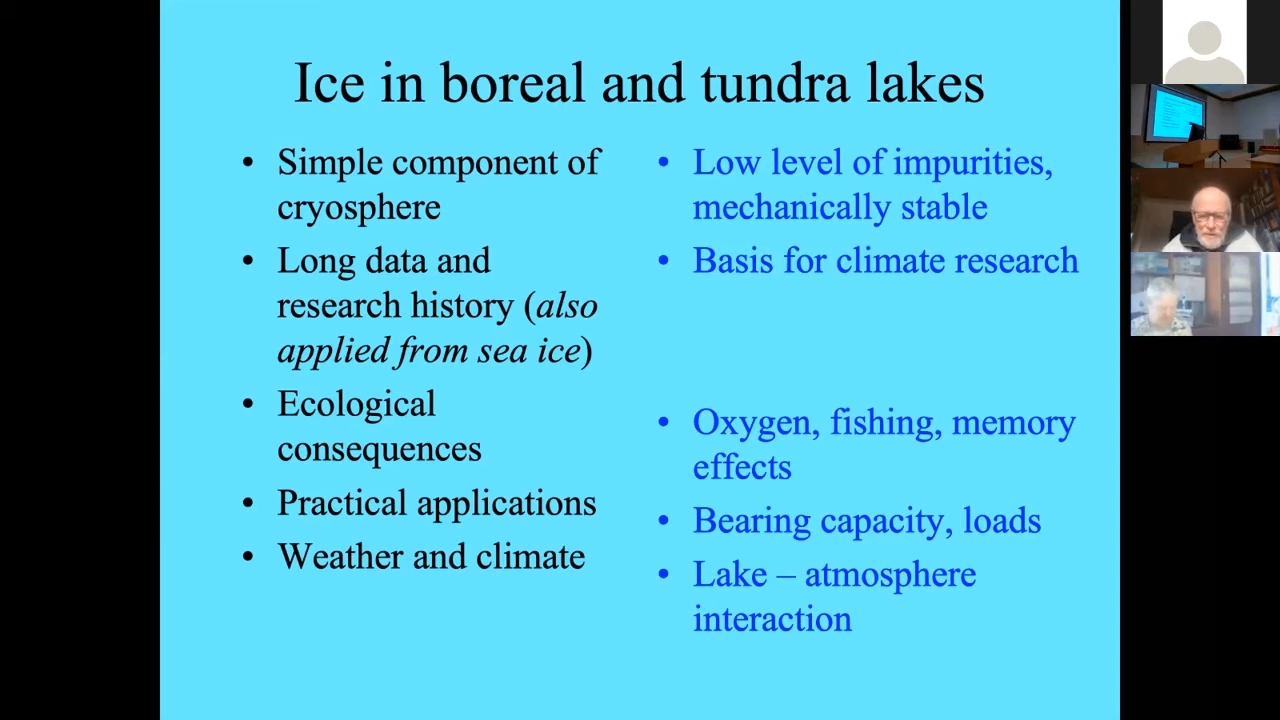 Ice in boreal and tundra lakes
• Simple component of
cryosphere
• Long data and
research history (also
applied from sea ice)
• Ecological
consequences
• Practical applications
• Weather and climate
• Low level of impurities,
mechanically stable
• Basis for climate research
• Oxygen, fishing, memory
effects
• Bearing capacity, loads
• Lake – atmosphere
interaction